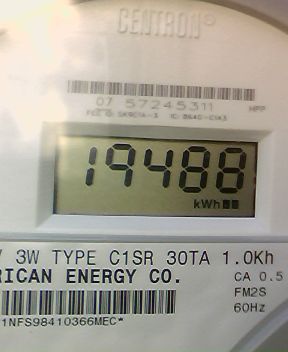 CENTRON®
07 57245311
19488
kWh
3W TYPE C1SR 30TA 1.0Kh
RICAN ENERGY CO.
CA 0.5
FM2S
60Hz
1NFS98410366MEC*